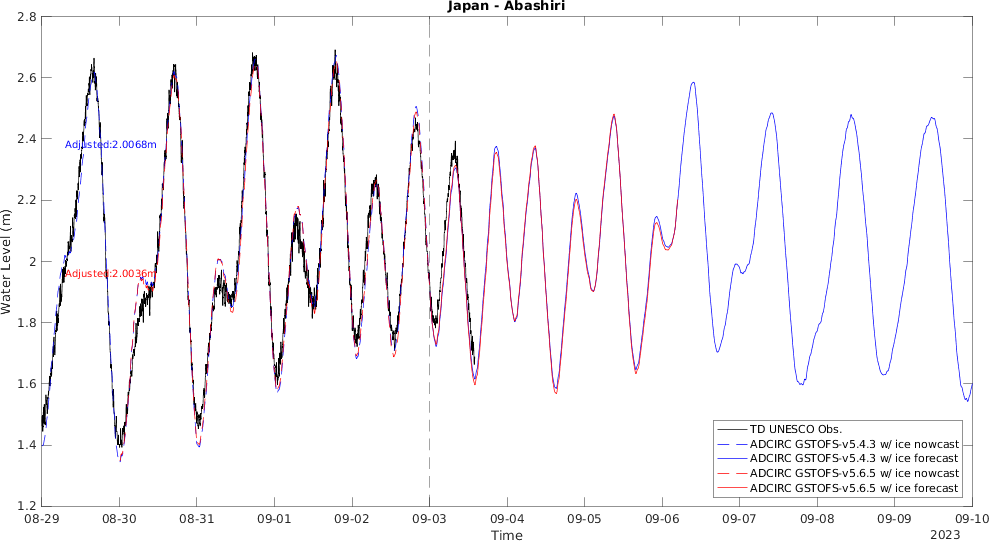 Japan - Abashiri
2.8
2.6
2.4
2.2
2
1.8
1.6
1.4
1.2
Water Level (m)
Adjusted:2.0068m
Adjusted:2.0036m
TD UNESCO Obs.
ADCIRC GSTOFS-v5.4.3 w/ ice nowcast
ADCIRC GSTOFS-v5.4.3 w/ ice forecast
ADCIRC GSTOFS-v5.6.5 w/ ice nowcast
ADCIRC GSTOFS-v5.6.5 w/ ice forecast
08-29 08-30 08-31 09-01 09-02 09-03 09-04 09-05 09-06 09-07 09-08 09-09 09-10
Time
2023